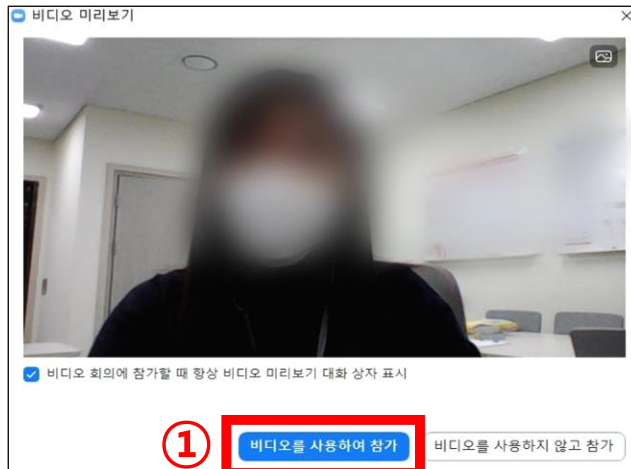 비디오 미리보기
비디오 회의에 참가할 때 항상 비디오 미리보기 대화 상자 표시
① 비디오를 사용하여 참가 비디오를 사용하지 않고 참가